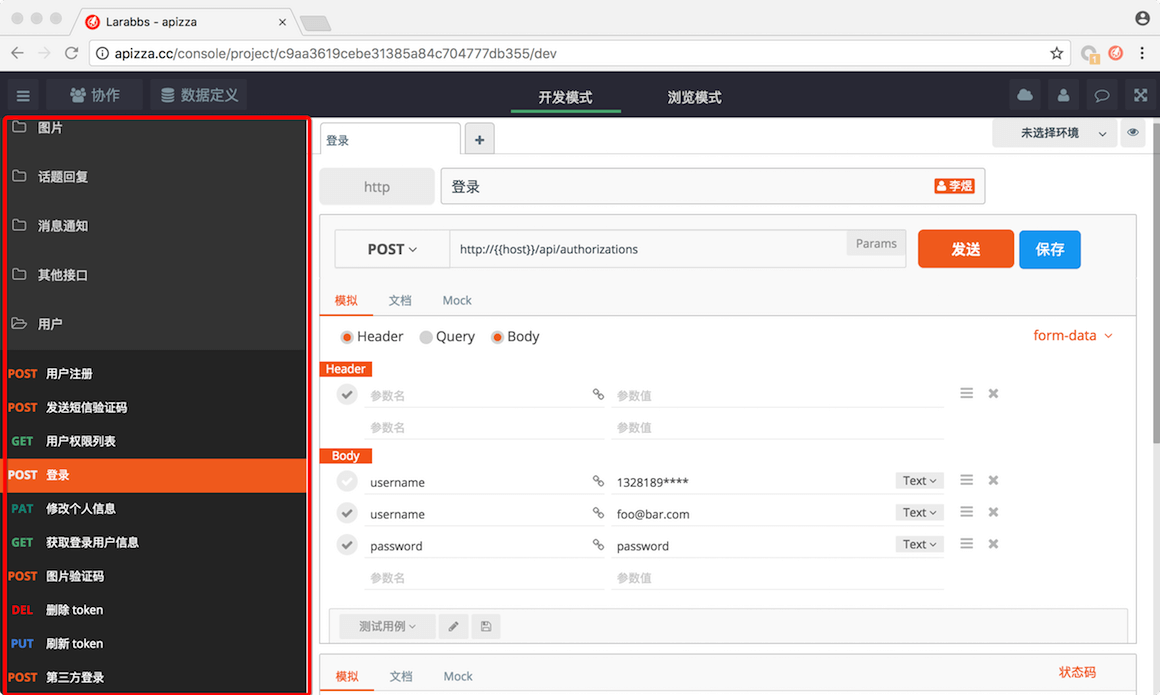 Larabbs - apizza
apizza.cc/console/project/c9aa3619cebe31385a84c704777db355/dev
1
协作
数据定义
开发模式
浏览模式
图片
话题回复
消息通知
其他接口
用户
POST 用户注册
POST 发送短信验证码
GET 用户权限列表
POST 登录
PAT 修改个人信息
GET 获取登录用户信息
POST 图片验证码
DEL 删除 token
PUT 刷新 token
POST 第三方登录
登录
未选择环境
http
登录
李煜
POST
http://{{host}}/api/authorizations
Params
发送
保存
模拟 文档 Mock
Header Query Body
form-data
Header
参数名 参数值
参数名 参数值
Body
username 1328189**** Text
username foo@bar.com Text
password password Text
参数名 参数值
测试用例
模拟 文档 Mock
状态码